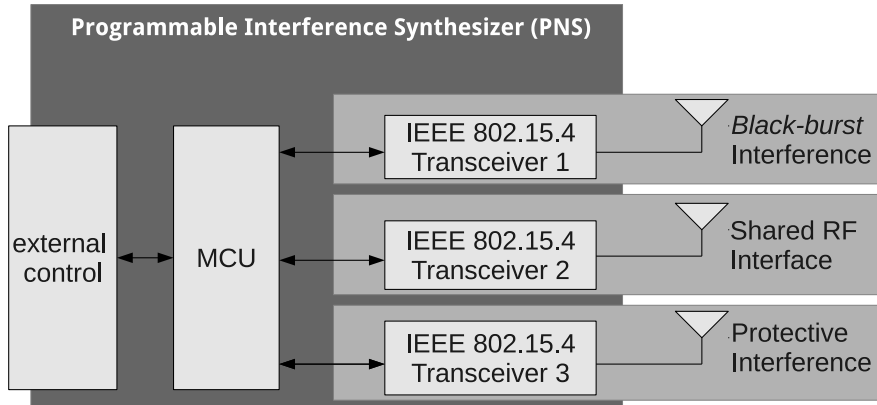 Programmable Interference Synthesizer (PNS)
IEEE 802.15.4
Transceiver 1
Black-burst
Interference
external
control
MCU
IEEE 802.15.4
Transceiver 2
Shared RF
Interface
IEEE 802.15.4
Transceiver 3
Protective
Interference